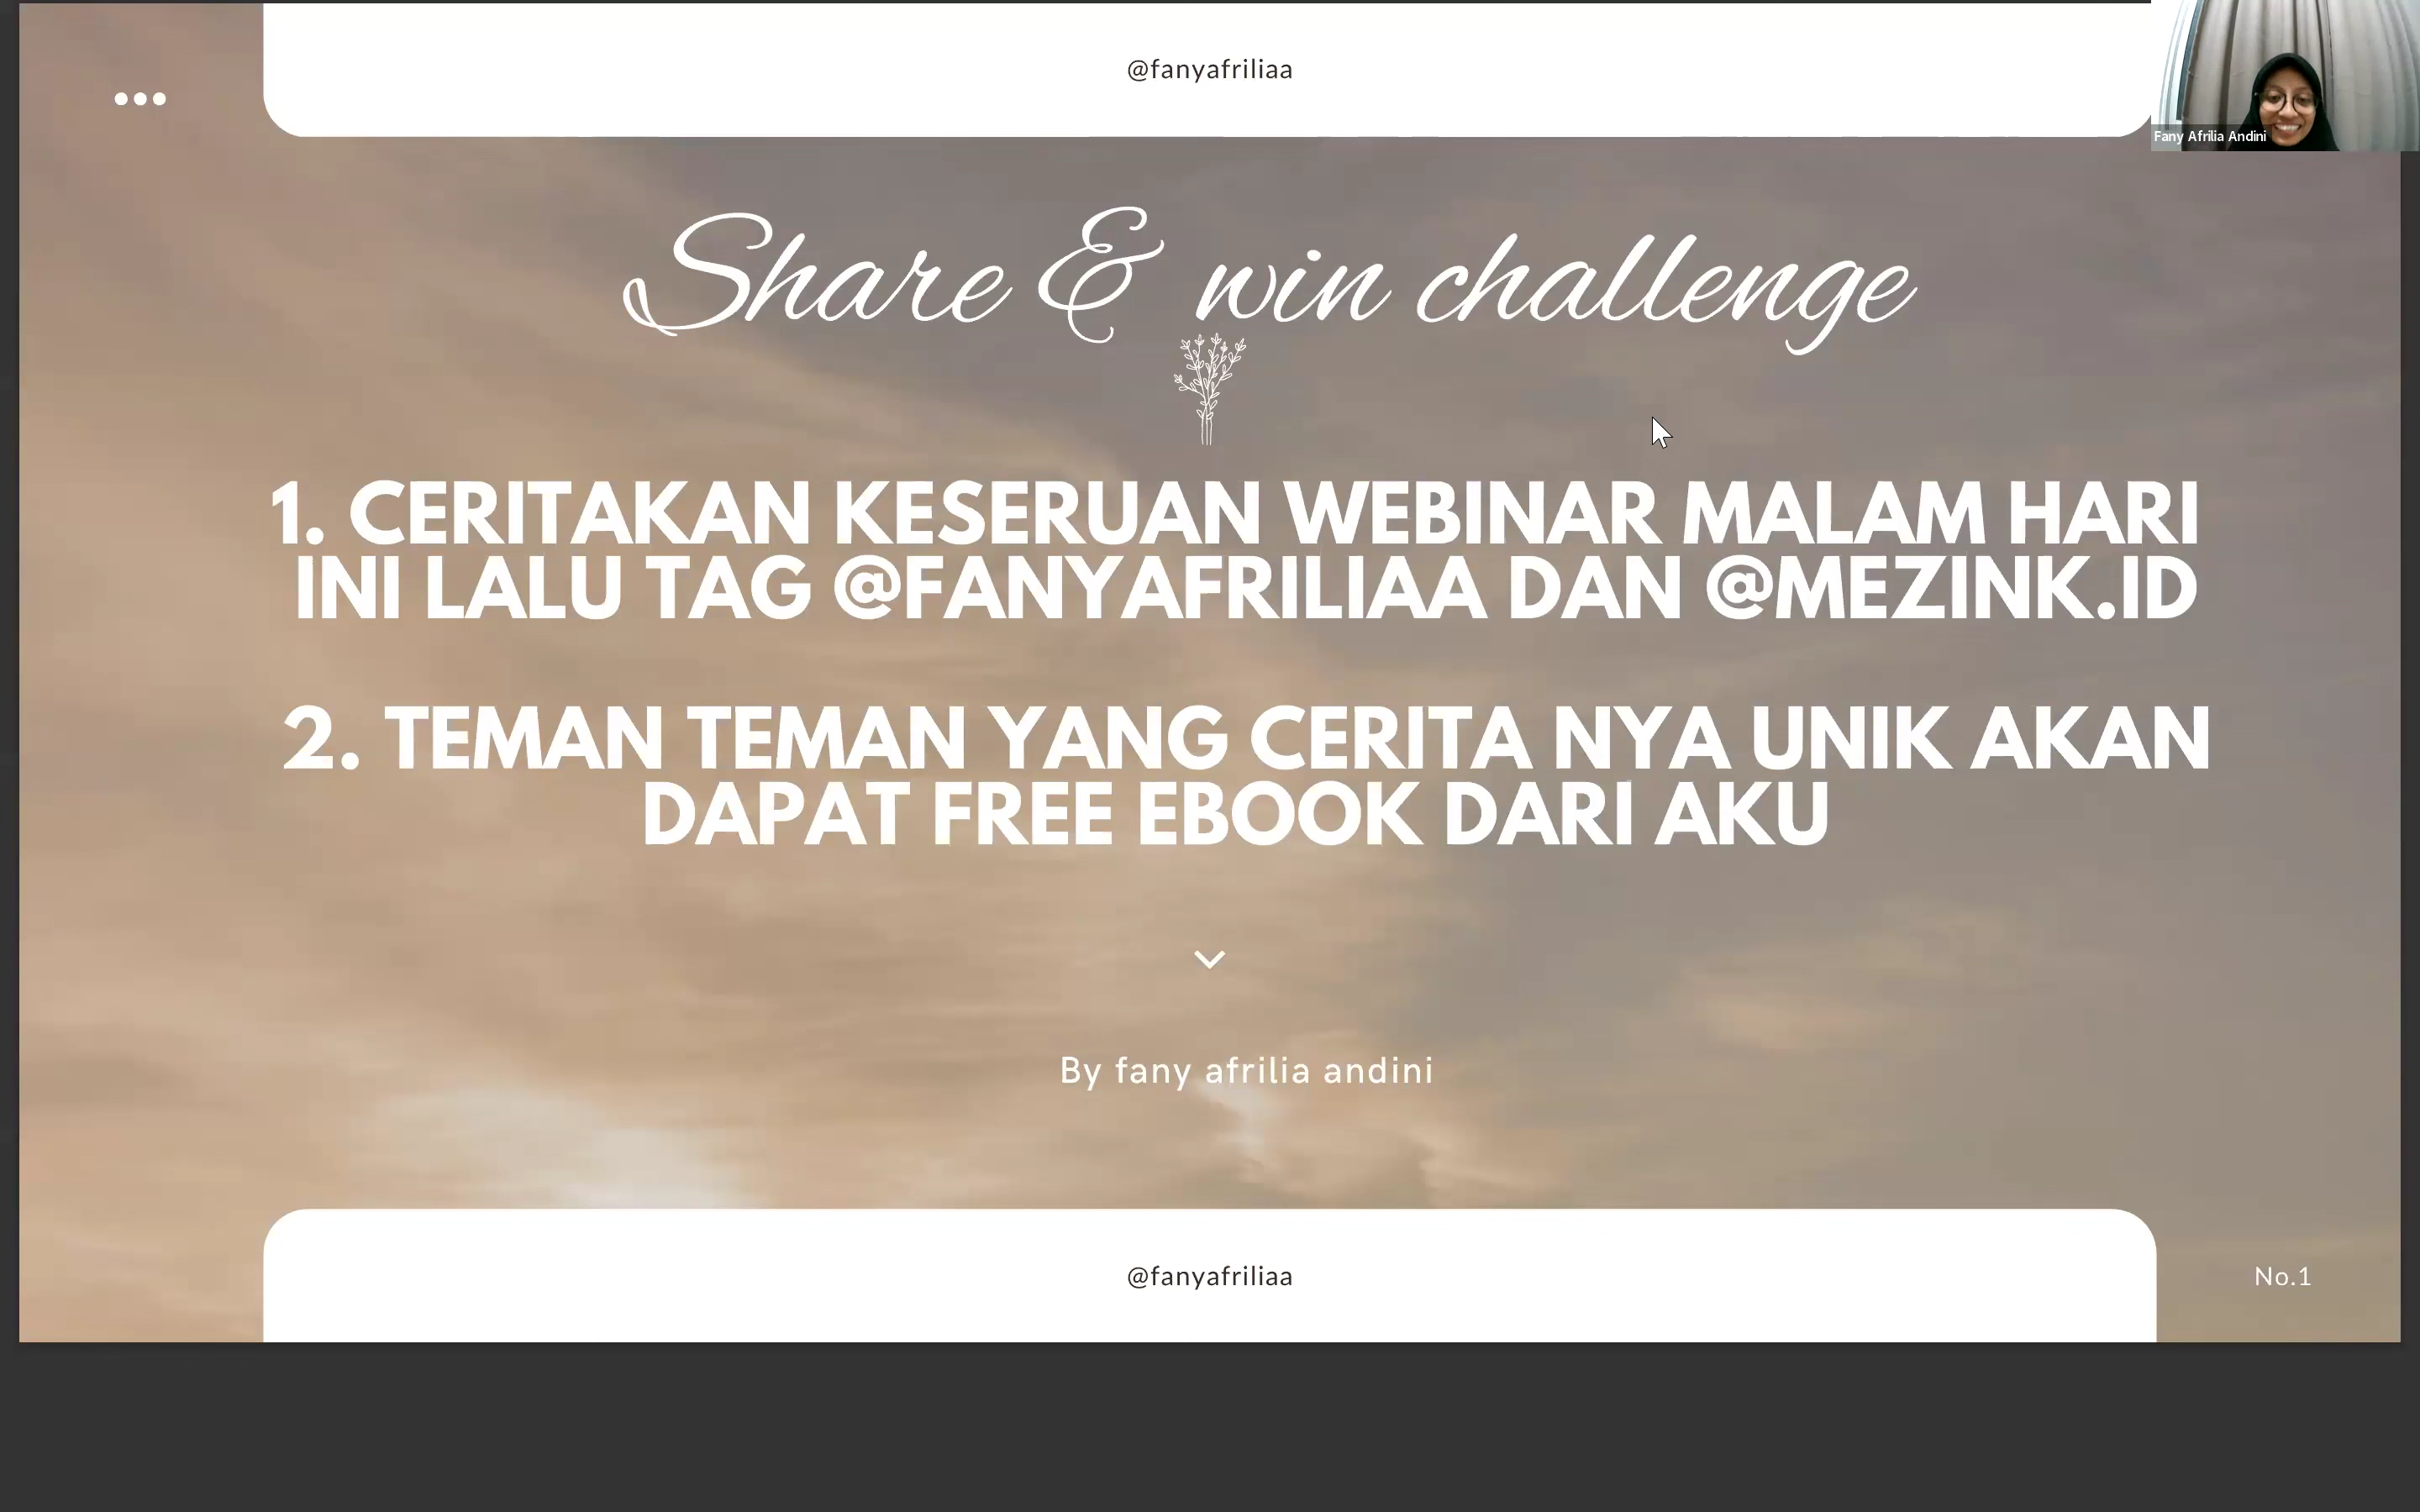 @fanyafriliaa
Fany Afrilia Andini
Share & win challenge
1. CERITAKAN KESERUAN WEBINAR MALAM HARI
INI LALU TAG @FANYAFRILIAA DAN @MEZINK.ID
2. TEMAN TEMAN YANG CERITA NYA UNIK AKAN
DAPAT FREE EBOOK DARI AKU
By fany afrilia andini
@fanyafriliaa
No.1